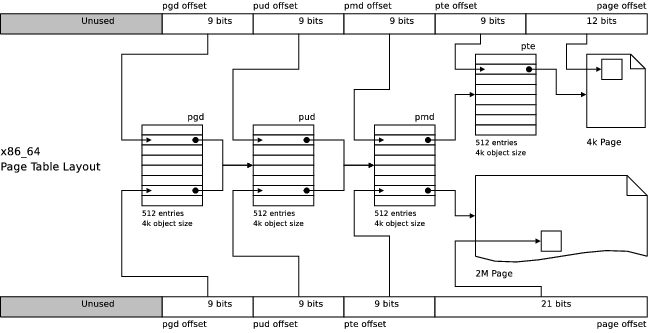 pgd offset pud offset pmd offset pte offset page offset
Unused 9 bits 9 bits 9 bits 9 bits 12 bits
pte
pgd pud pmd
512 entries
4k object size
4k Page
x86_64
Page Table Layout
512 entries 512 entries 512 entries
4k object size 4k object size 4k object size
2M Page
Unused 9 bits 9 bits 9 bits 21 bits
pgd offset pud offset pte offset page offset